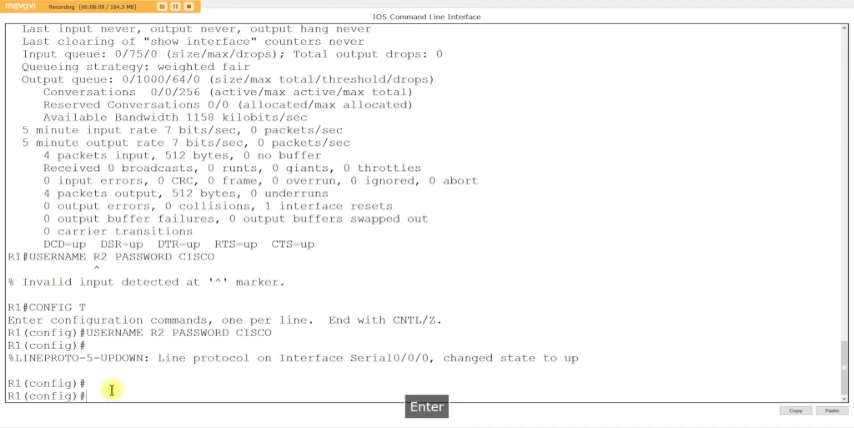 movavi Recording [00:08:09 / 164.3 MB]
IOS Command Line Interface
Last input never, output never, output hang never
Last clearing of "show interface" counters never
Input queue: 0/75/0 (size/max/drops); Total output drops: 0
Queueing strategy: weighted fair
Output queue: 0/1000/64/0 (size/max total/threshold/drops)
Conversations 0/0/256 (active/max active/max total)
Reserved Conversations 0/0 (allocated/max allocated)
Available Bandwidth 1158 kilobits/sec
5 minute input rate 7 bits/sec, 0 packets/sec
5 minute output rate 7 bits/sec, 0 packets/sec
4 packets input, 512 bytes, 0 no buffer
Received 0 broadcasts, 0 runts, 0 giants, 0 throttles
0 input errors, 0 CRC, 0 frame, 0 overrun, 0 ignored, 0 abort
4 packets output, 512 bytes, 0 underruns
0 output errors, 0 collisions, 1 interface resets
0 output buffer failures, 0 output buffers swapped out
0 carrier transitions
DCD=up DSR=up DTR=up RTS=up CTS=up
R1#USERNAME R2 PASSWORD CISCO
^
% Invalid input detected at '^' marker.
R1#CONFIG T
Enter configuration commands, one per line. End with CNTL/Z.
R1(config)#USERNAME R2 PASSWORD CISCO
R1(config)#
%LINEPROTO-5-UPDOWN: Line protocol on Interface Serial0/0/0, changed state to up
R1(config)#
R1(config)#
Enter
Copy Paste